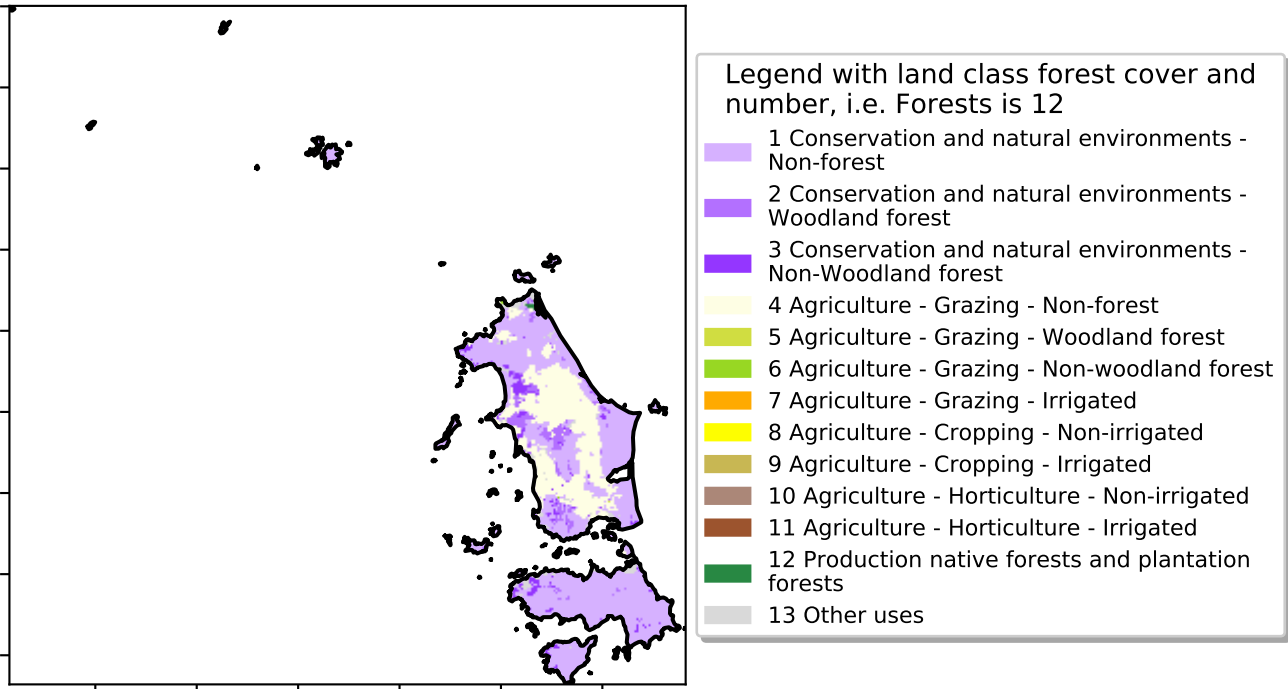 Legend with land class forest cover and
number, i.e. Forests is 12
1 Conservation and natural environments -
Non-forest
2 Conservation and natural environments -
Woodland forest
3 Conservation and natural environments -
Non-Woodland forest
4 Agriculture - Grazing - Non-forest
5 Agriculture - Grazing - Woodland forest
6 Agriculture - Grazing - Non-woodland forest
7 Agriculture - Grazing - Irrigated
8 Agriculture - Cropping - Non-irrigated
9 Agriculture - Cropping - Irrigated
10 Agriculture - Horticulture - Non-irrigated
11 Agriculture - Horticulture - Irrigated
12 Production native forests and plantation
forests
13 Other uses